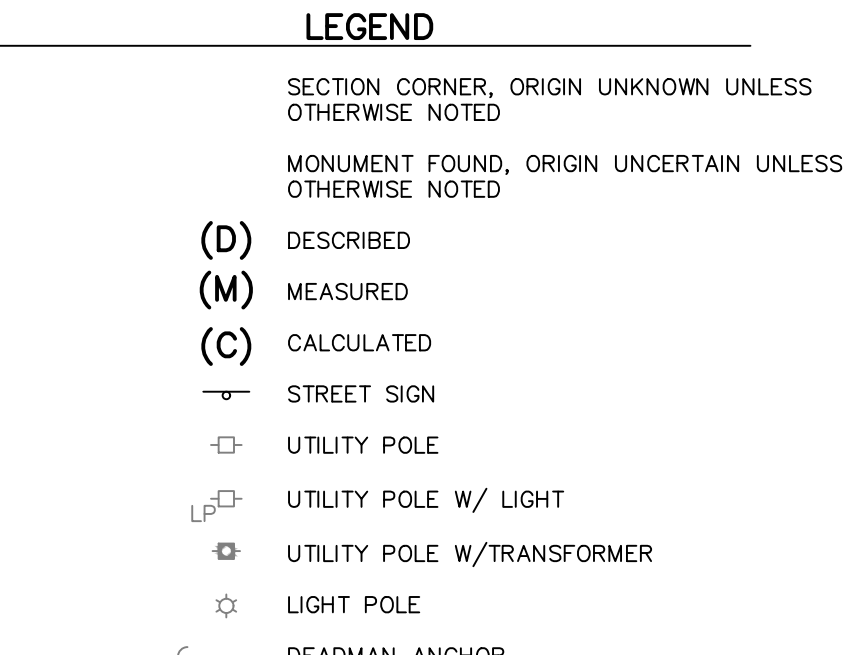 LEGEND
SECTION CORNER, ORIGIN UNKNOWN UNLESS
OTHERWISE NOTED
MONUMENT FOUND, ORIGIN UNCERTAIN UNLESS
OTHERWISE NOTED
(D) DESCRIBED
(M) MEASURED
(C) CALCULATED
STREET SIGN
UTILITY POLE
LP UTILITY POLE W/ LIGHT
UTILITY POLE W/TRANSFORMER
LIGHT POLE
DEADMAN ANCHOR